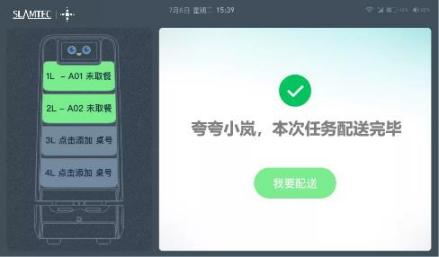 SLAMTEC
7月6日 星期二 15:39
1L - A01 未取餐
2L - A02 未取餐
3L 点击添加 桌号
4L 点击添加 桌号
夸夸小岚，本次任务配送完毕
我要配送